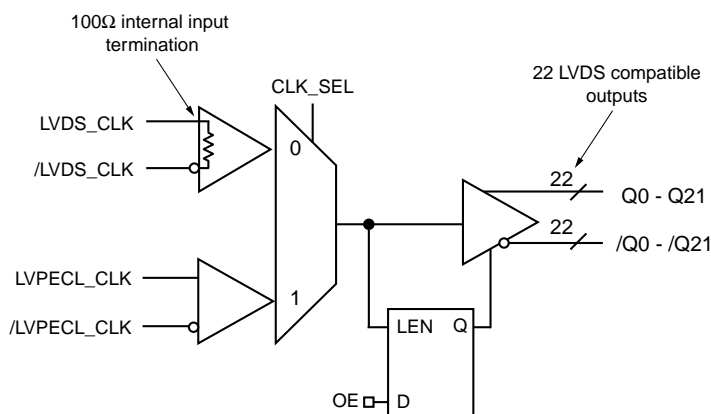 100Ω internal input
termination
22 LVDS compatible
outputs
CLK_SEL
LVDS_CLK
/LVDS_CLK
0
22
Q0 - Q21
22
/Q0 - /Q21
LVPECL_CLK
/LVPECL_CLK
1
LEN
Q
OE
D